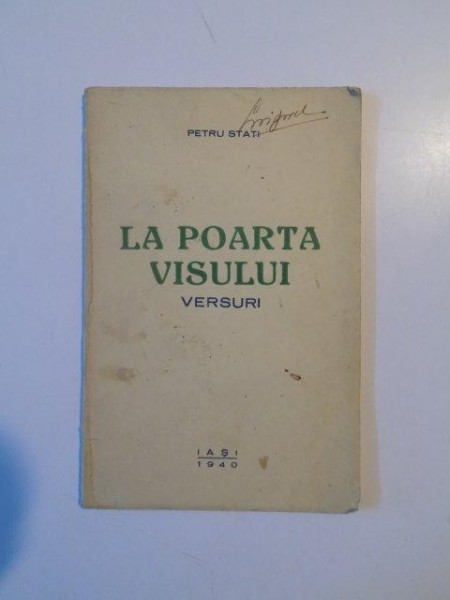 PETRU STATI
LA POARTA
VISULUI
VERSURI
IAȘI
1940